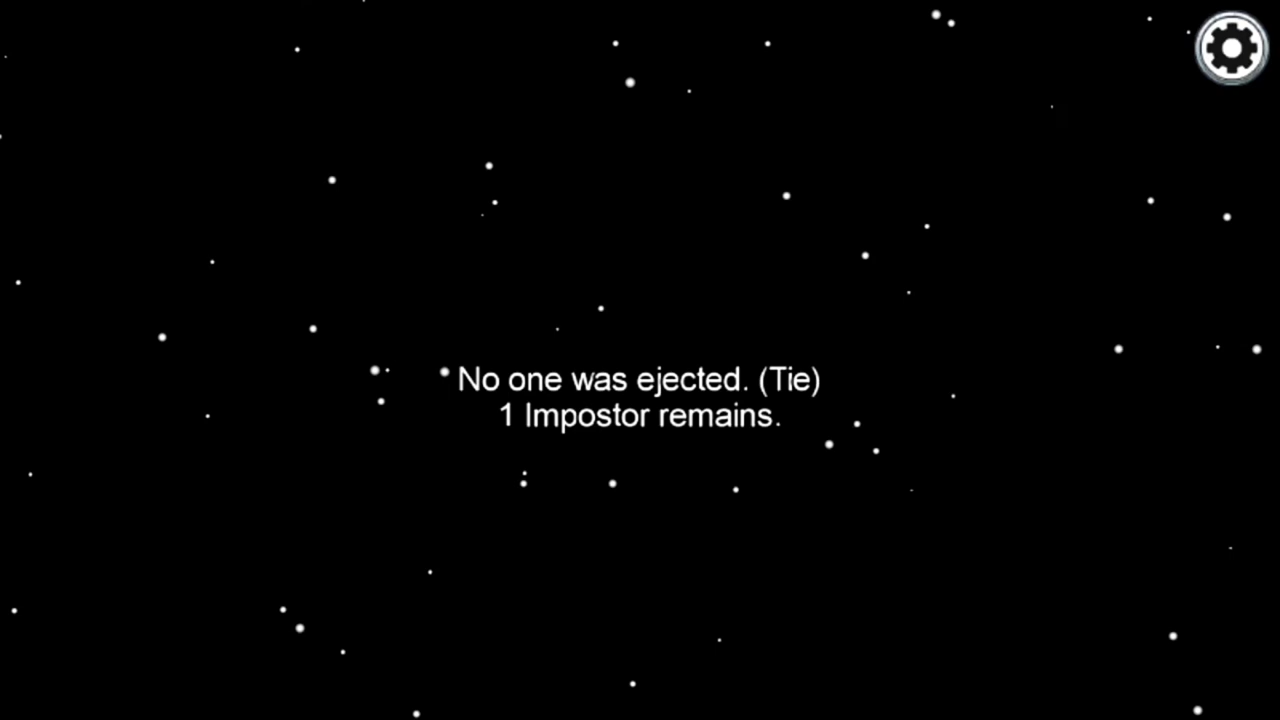 No one was ejected. (Tie)
1 Impostor remains.